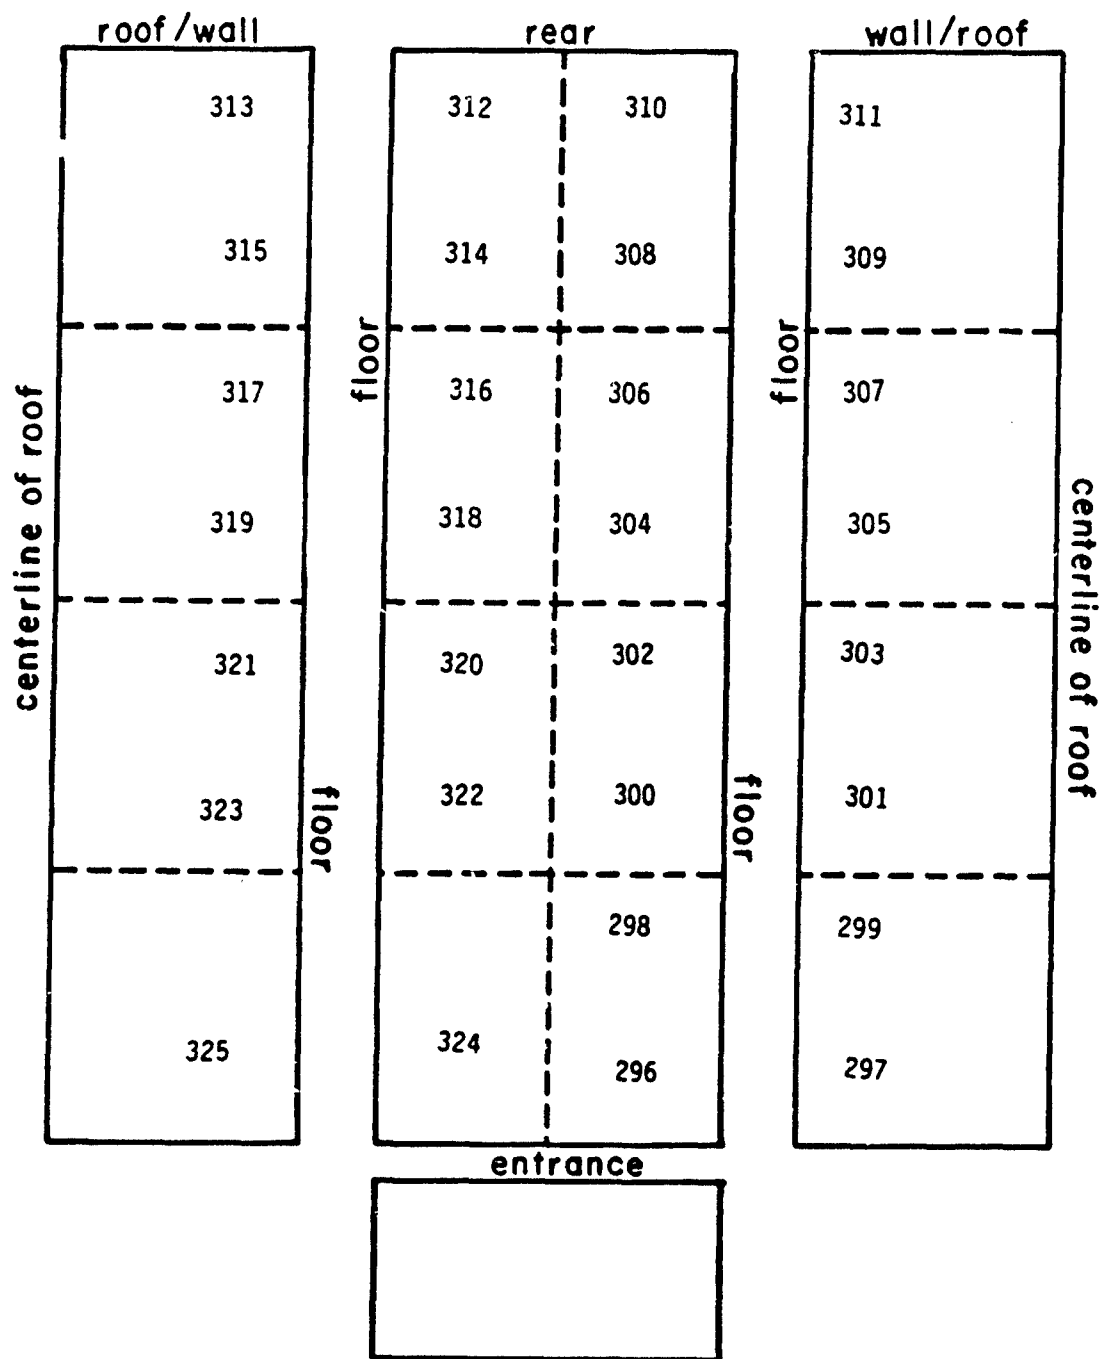 roof/wall rear wall/roof
313 312 310 311
315 314 308 309
floor floor
317 316 306 307
centerline of roof
319 318 304 305
centerline of roof
321 320 302 303
323 322 300 301
floor floor
298 299
325 324 296 297
entrance